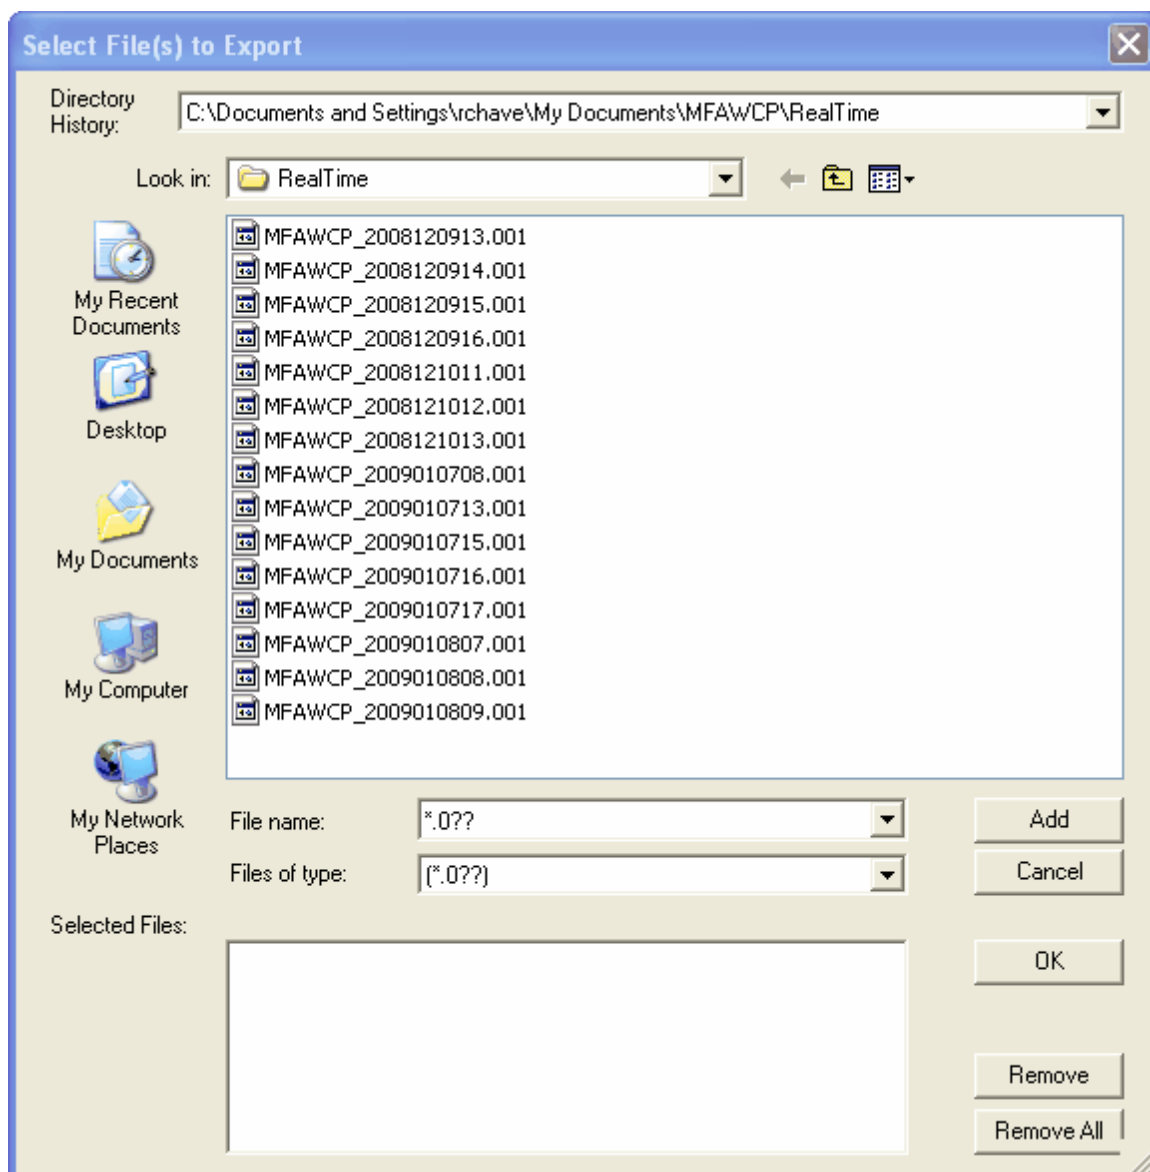 Select File(s) to Export
Directory
History:
C:\Documents and Settings\rchave\My Documents\MFAWCP\RealTime
Look in:
RealTime
My Recent
Documents
Desktop
My Documents
My Computer
My Network
Places
MFAWCP_2008120913.001
MFAWCP_2008120914.001
MFAWCP_2008120915.001
MFAWCP_2008120916.001
MFAWCP_2008121011.001
MFAWCP_2008121012.001
MFAWCP_2008121013.001
MFAWCP_2009010708.001
MFAWCP_2009010713.001
MFAWCP_2009010715.001
MFAWCP_2009010716.001
MFAWCP_2009010717.001
MFAWCP_2009010807.001
MFAWCP_2009010808.001
MFAWCP_2009010809.001
File name:
*.0??
Add
Files of type:
(*.0??)
Cancel
Selected Files:
OK
Remove
Remove All